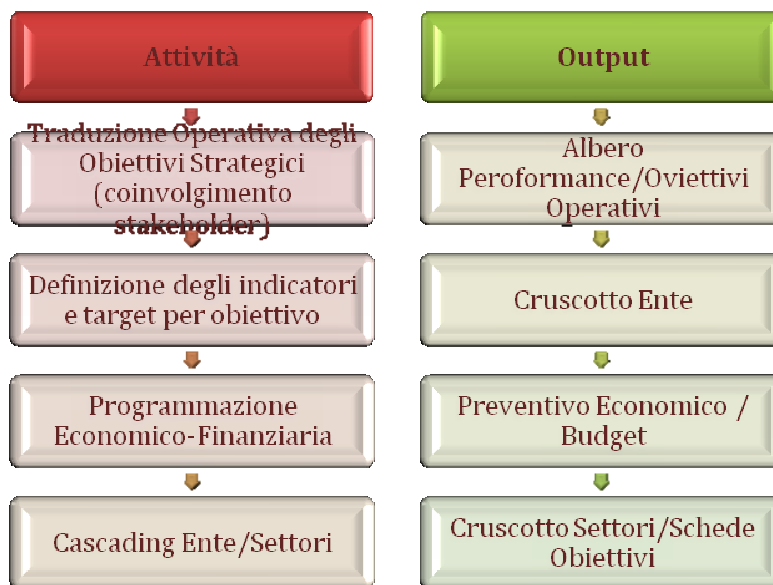 Attività
Traduzione Operativa degli
Obiettivi Strategici
(coinvolgimento
stakeholder)
Definizione degli indicatori
e target per obiettivo
Programmazione
Economico-Finanziaria
Cascading Ente/Settori
Output
Albero
Peroformance/Oviettivi
Operativi
Cruscotto Ente
Preventivo Economico /
Budget
Cruscotto Settori/Schede
Obiettivi